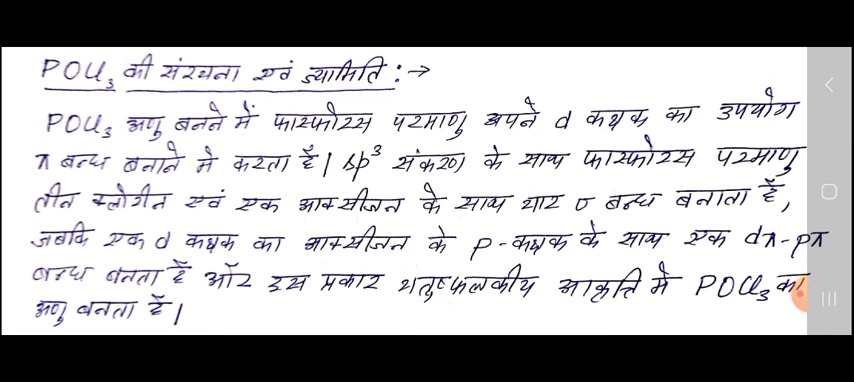 POCl₃ की संरचना एवं ज्यामिति :→
POCl₃ अणु बनने में फास्फोरस परमाणु अपने d कक्षक का उपयोग
π बन्ध बनाने मे करता है। sp³ संकरण के साथ फास्फोरस परमाणु
तीन क्लोरीन एवं एक आक्सीजन के साथ चार σ बन्ध बनाता है,
जबकि एक d कक्षक का आक्सीजन के p-कक्षक के साथ एक dπ-pπ
बन्ध बनता है और इस प्रकार चतुष्फलकीय आकृति मे POCl₃ का
अणु बनता है।